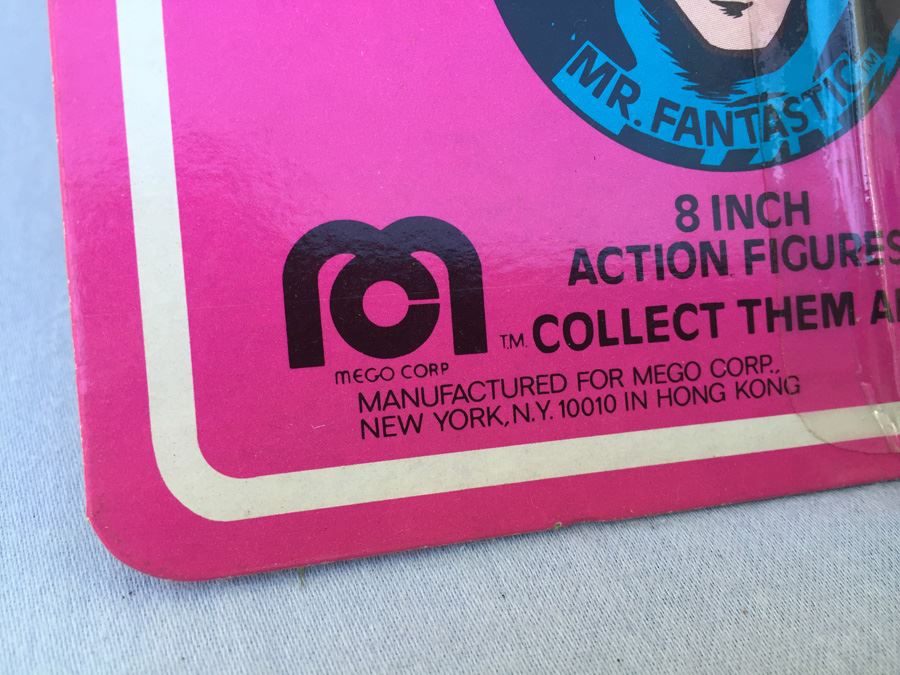 MR. FANTASTIC TM
8 INCH
ACTION FIGURES
T.M. COLLECT THEM
MEGO CORP
MANUFACTURED FOR MEGO CORP.,
NEW YORK, N.Y. 10010 IN HONG KONG